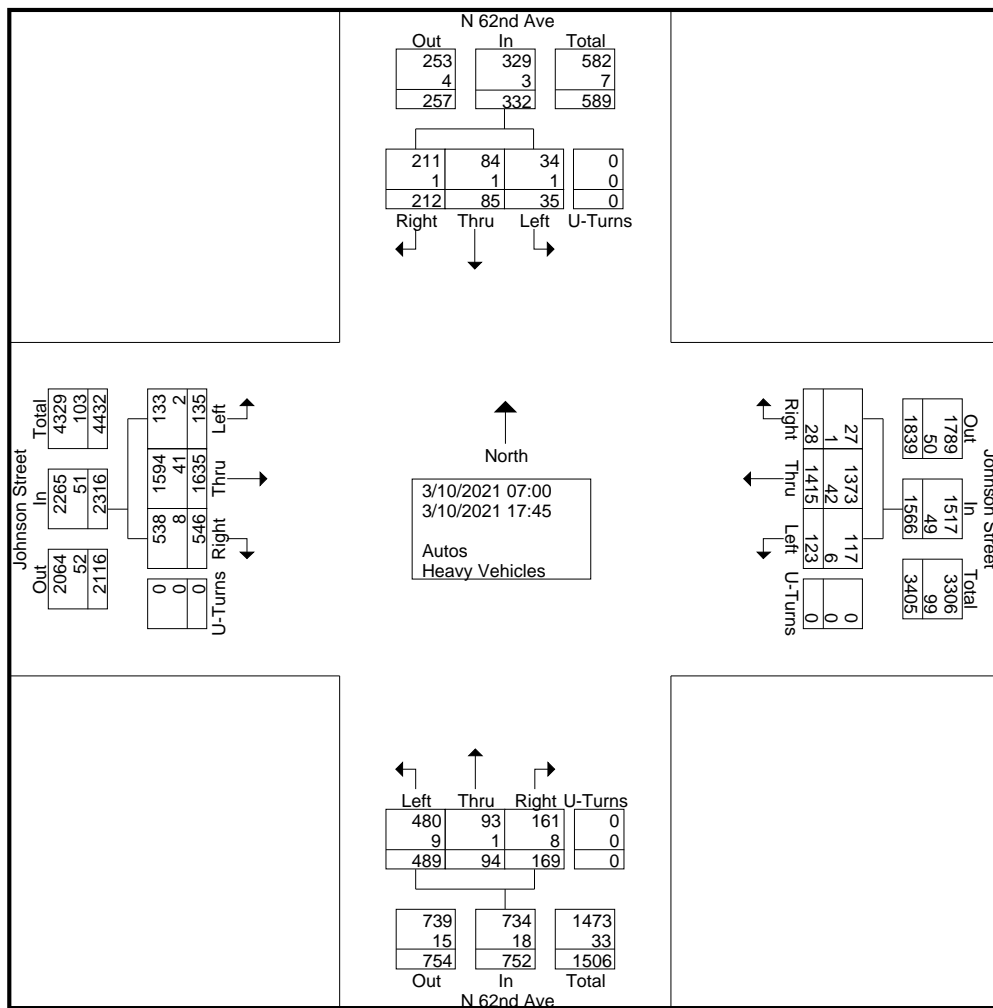 N 62nd Ave
Out In Total
253 329 582
4 3 7
257 332 589
211 84 34 0
1 1 1 0
212 85 35 0
Right Thru Left U-Turns
Johnson Street
Total In Out
4329 2265 2064
103 51 52
4432 2316 2116
133 1594 538 0
2 41 8 0
135 1635 546 0
Left Thru Right U-Turns
North
3/10/2021 07:00
3/10/2021 17:45
Autos
Heavy Vehicles
Johnson Street
Out In Total
1789 1517 3306
50 49 99
1839 1566 3405
27 1373 117 0
1 42 6 0
28 1415 123 0
Right Thru Left U-Turns
Left Thru Right U-Turns
480 93 161 0
9 1 8 0
489 94 169 0
739 734 1473
15 18 33
754 752 1506
Out In Total
N 62nd Ave